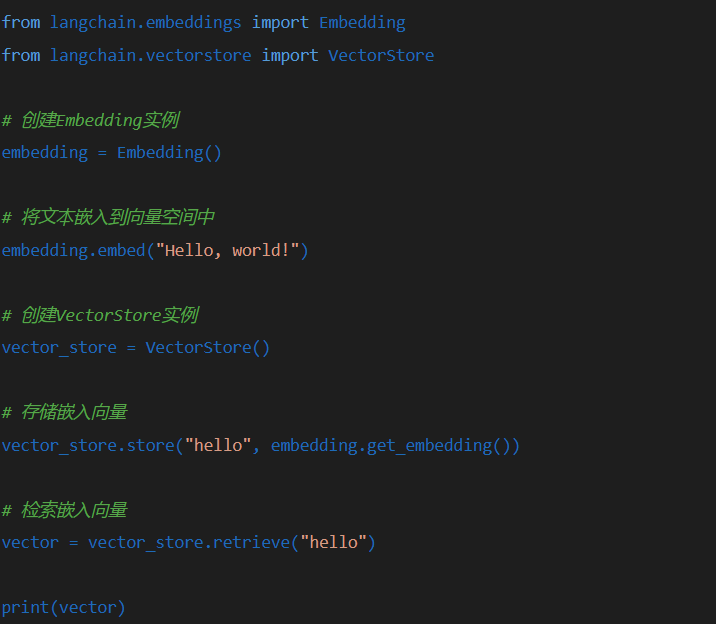 from langchain.embeddings import Embedding
from langchain.vectorstore import VectorStore
# 创建Embedding实例
embedding = Embedding()
# 将文本嵌入到向量空间中
embedding.embed("Hello, world!")
# 创建VectorStore实例
vector_store = VectorStore()
# 存储嵌入向量
vector_store.store("hello", embedding.get_embedding())
# 检索嵌入向量
vector = vector_store.retrieve("hello")
print(vector)